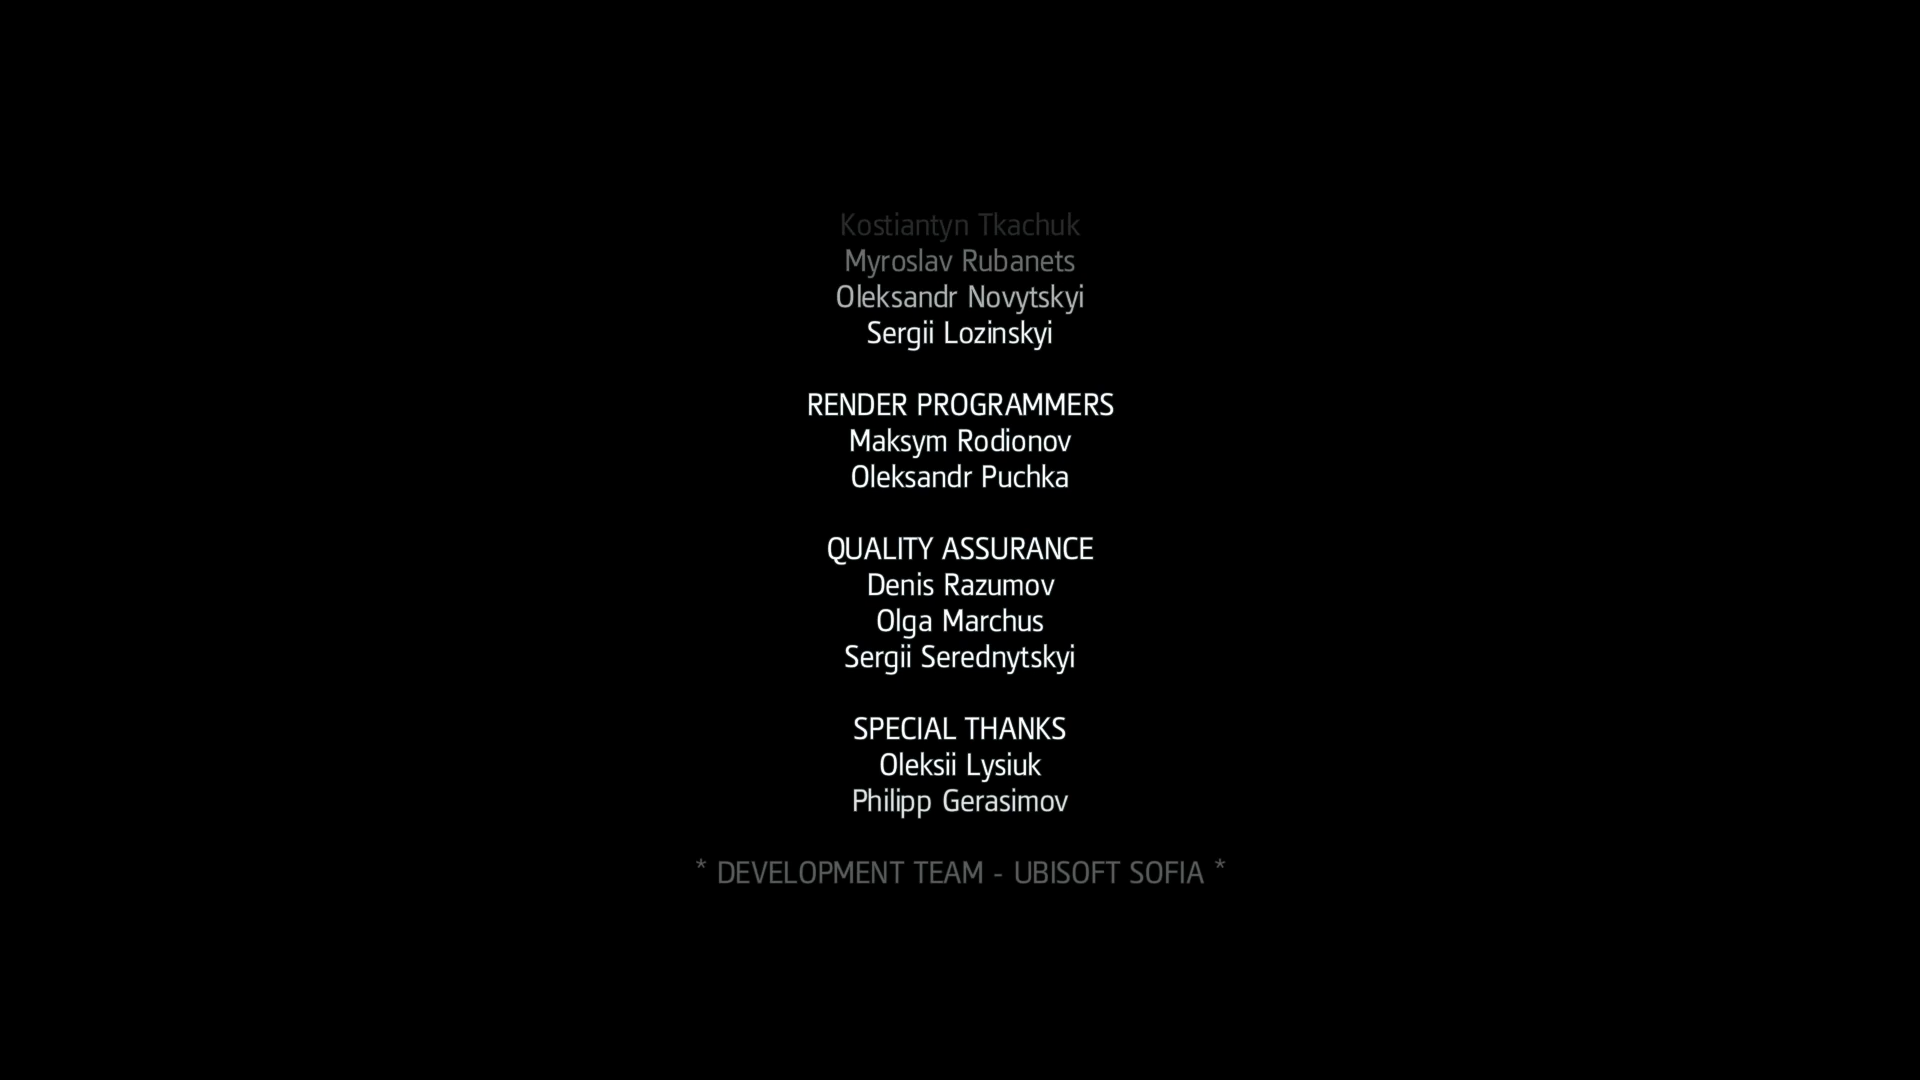 Kostiantyn Tkachuk
Myroslav Rubanets
Oleksandr Novytskyi
Sergii Lozinskyi
RENDER PROGRAMMERS
Maksym Rodionov
Oleksandr Puchka
QUALITY ASSURANCE
Denis Razumov
Olga Marchus
Sergii Serednytskyi
SPECIAL THANKS
Oleksii Lysiuk
Philipp Gerasimov
* DEVELOPMENT TEAM - UBISOFT SOFIA *